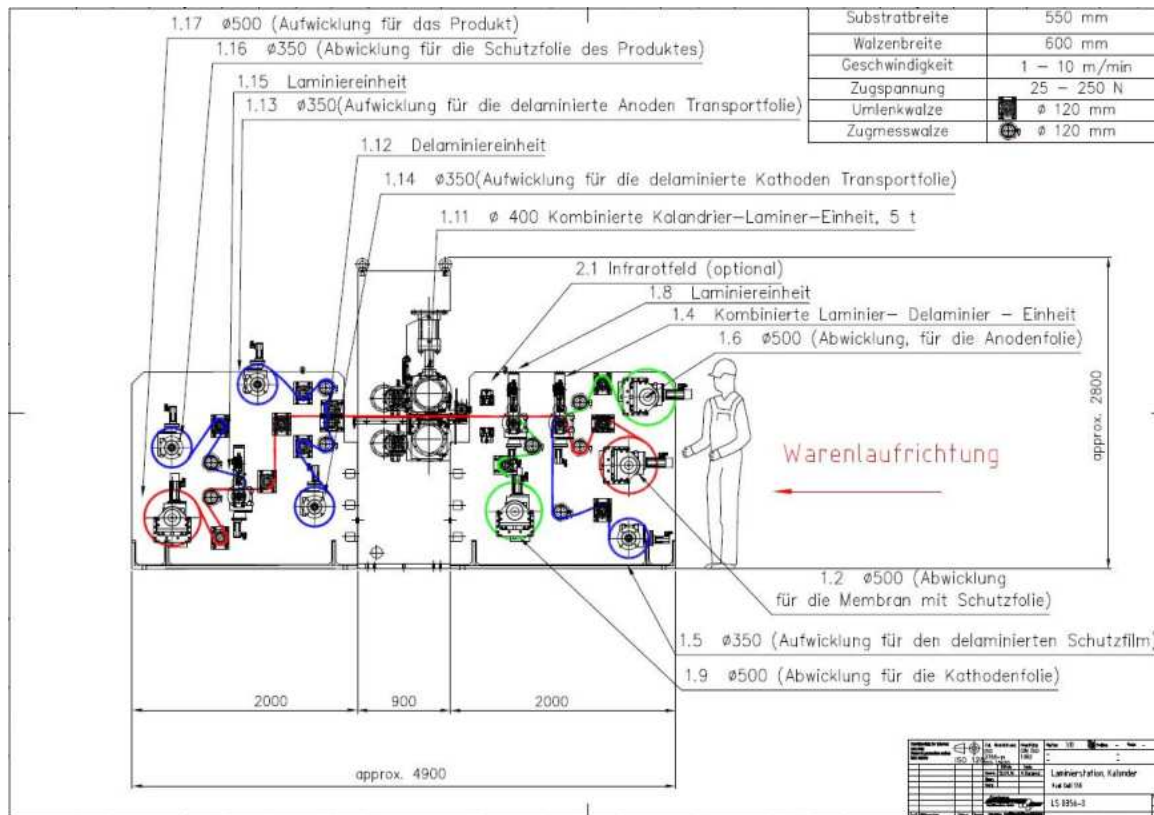 1.17 ø500 (Aufwicklung für das Produkt)
1.16 ø350 (Abwicklung für die Schutzfolie des Produktes)
1.15 Laminiereinheit
1.13 ø350(Aufwicklung für die delaminierte Anoden Transportfolie)
1.12 Delaminiereinheit
1.14 ø350(Aufwicklung für die delaminierte Kathoden Transportfolie)
1.11 ø 400 Kombinierte Kalandrier-Laminer-Einheit, 5 t
2.1 Infrarotfeld (optional)
1.8 Laminiereinheit
1.4 Kombinierte Laminier- Delaminier - Einheit
1.6 ø500 (Abwicklung, für die Anodenfolie)
Substratbreite 550 mm
Walzenbreite 600 mm
Geschwindigkeit 1 - 10 m/min
Zugspannung 25 - 250 N
Umlenkwalze ø 120 mm
Zugmesswalze ø 120 mm
approx. 2800
Warenlaufrichtung
1.2 ø500 (Abwicklung
für die Membran mit Schutzfolie)
1.5 ø350 (Aufwicklung für den delaminierten Schutzfilm)
1.9 ø500 (Abwicklung für die Kathodenfolie)
2000 900 2000
approx. 4900
Laminierstation, Kalander
LS 0356-3